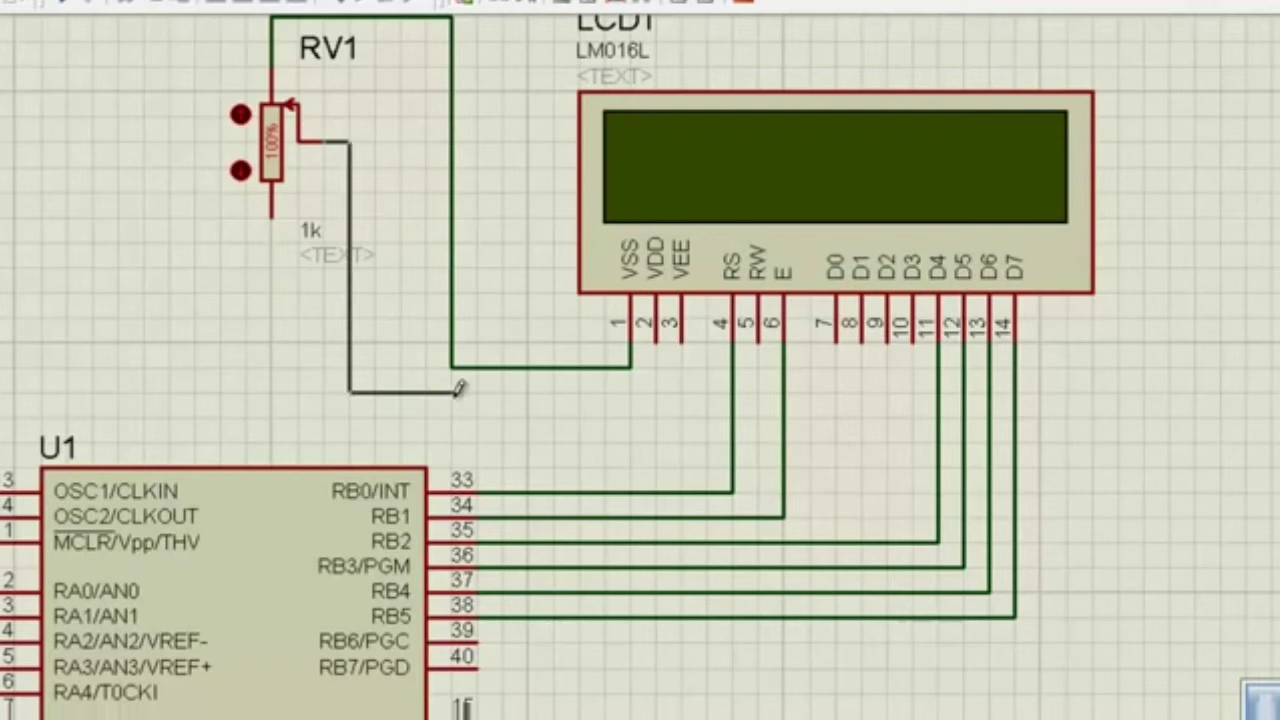 RV1
100%
1k
<TEXT>
LCD1
LM016L
<TEXT>
VSS VDD VEE RS RW E D0 D1 D2 D3 D4 D5 D6 D7
1 2 3 4 5 6 7 8 9 10 11 12 13 14
U1
3 OSC1/CLKIN RB0/INT 33
4 OSC2/CLKOUT RB1 34
1 MCLR/Vpp/THV RB2 35
RB3/PGM 36
2 RA0/AN0 RB4 37
3 RA1/AN1 RB5 38
4 RA2/AN2/VREF- RB6/PGC 39
5 RA3/AN3/VREF+ RB7/PGD 40
6 RA4/T0CKI